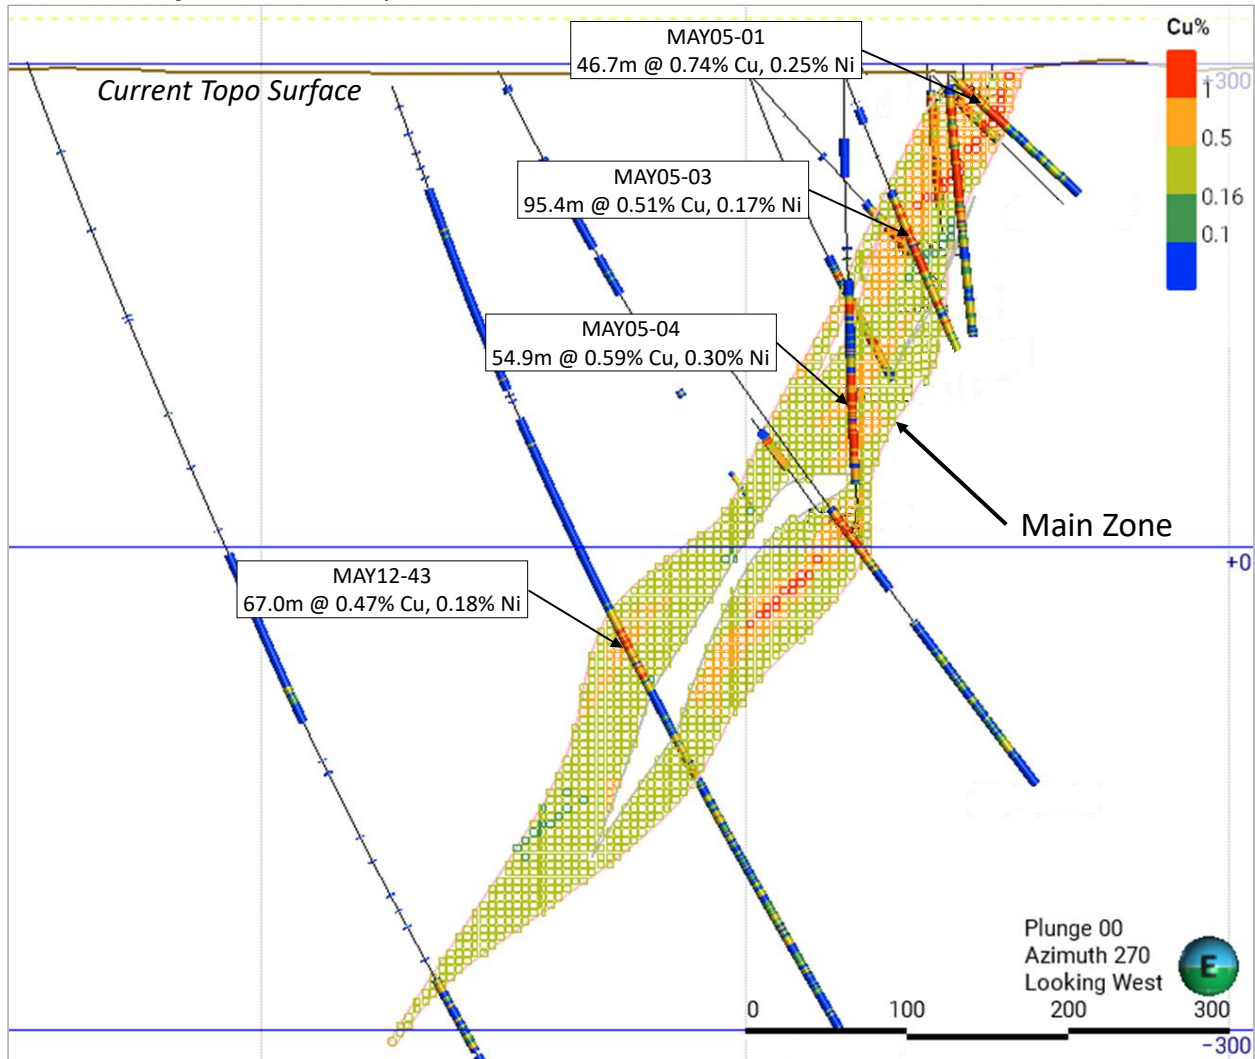 MAY05-01
46.7m @ 0.74% Cu, 0.25% Ni
Cu%
+300
1
0.5
0.16
0.1
Current Topo Surface
MAY05-03
95.4m @ 0.51% Cu, 0.17% Ni
MAY05-04
54.9m @ 0.59% Cu, 0.30% Ni
Main Zone
+0
MAY12-43
67.0m @ 0.47% Cu, 0.18% Ni
Plunge 00
Azimuth 270
Looking West
E
0 100 200 300
-300